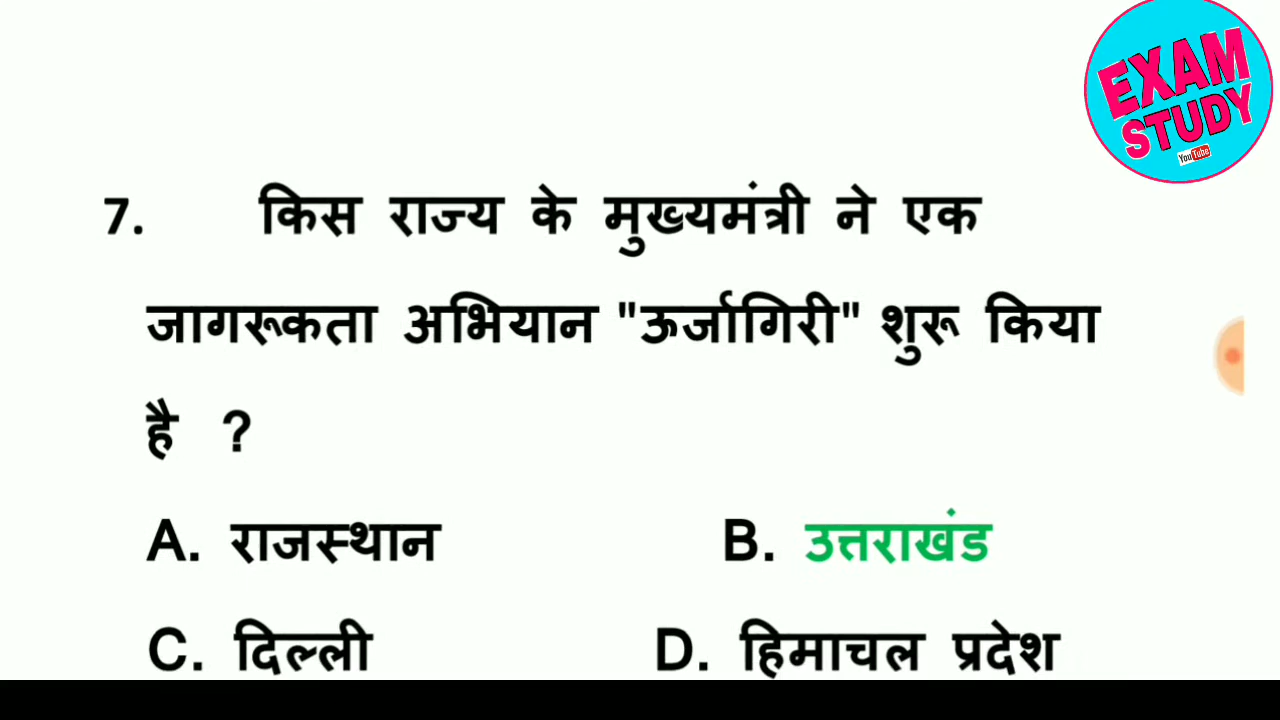 EXAM
STUDY
YouTube
7. किस राज्य के मुख्यमंत्री ने एक
जागरूकता अभियान "ऊर्जागिरी" शुरू किया
है ?
A. राजस्थान B. उत्तराखंड
C. दिल्ली D. हिमाचल प्रदेश